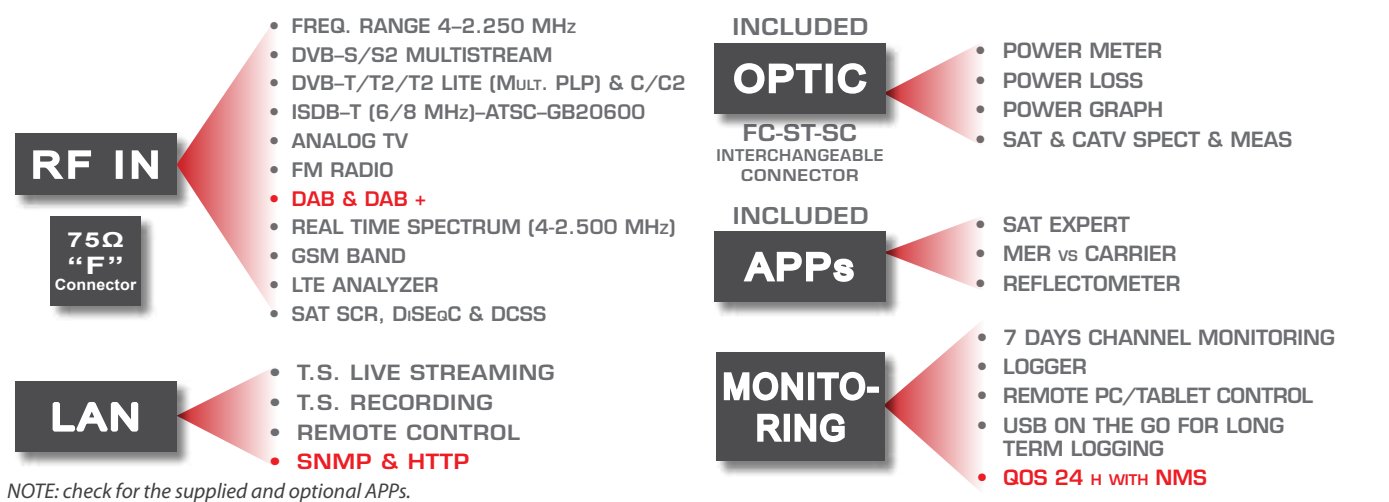 RF IN
75Ω
“F”
Connector
• FREQ. RANGE 4–2.250 MHz
• DVB–S/S2 MULTISTREAM
• DVB–T/T2/T2 LITE (Mult. PLP) & C/C2
• ISDB–T (6/8 MHz)–ATSC–GB20600
• ANALOG TV
• FM RADIO
• DAB & DAB +
• REAL TIME SPECTRUM (4-2.500 MHz)
• GSM BAND
• LTE ANALYZER
• SAT SCR, DiSEqC & DCSS
LAN
• T.S. LIVE STREAMING
• T.S. RECORDING
• REMOTE CONTROL
• SNMP & HTTP
NOTE: check for the supplied and optional APPs.
INCLUDED
OPTIC
FC-ST-SC
INTERCHANGEABLE
CONNECTOR
• POWER METER
• POWER LOSS
• POWER GRAPH
• SAT & CATV SPECT & MEAS
INCLUDED
APPs
• SAT EXPERT
• MER vs CARRIER
• REFLECTOMETER
MONITO-
RING
• 7 DAYS CHANNEL MONITORING
• LOGGER
• REMOTE PC/TABLET CONTROL
• USB ON THE GO FOR LONG
TERM LOGGING
• QOS 24 H WITH NMS